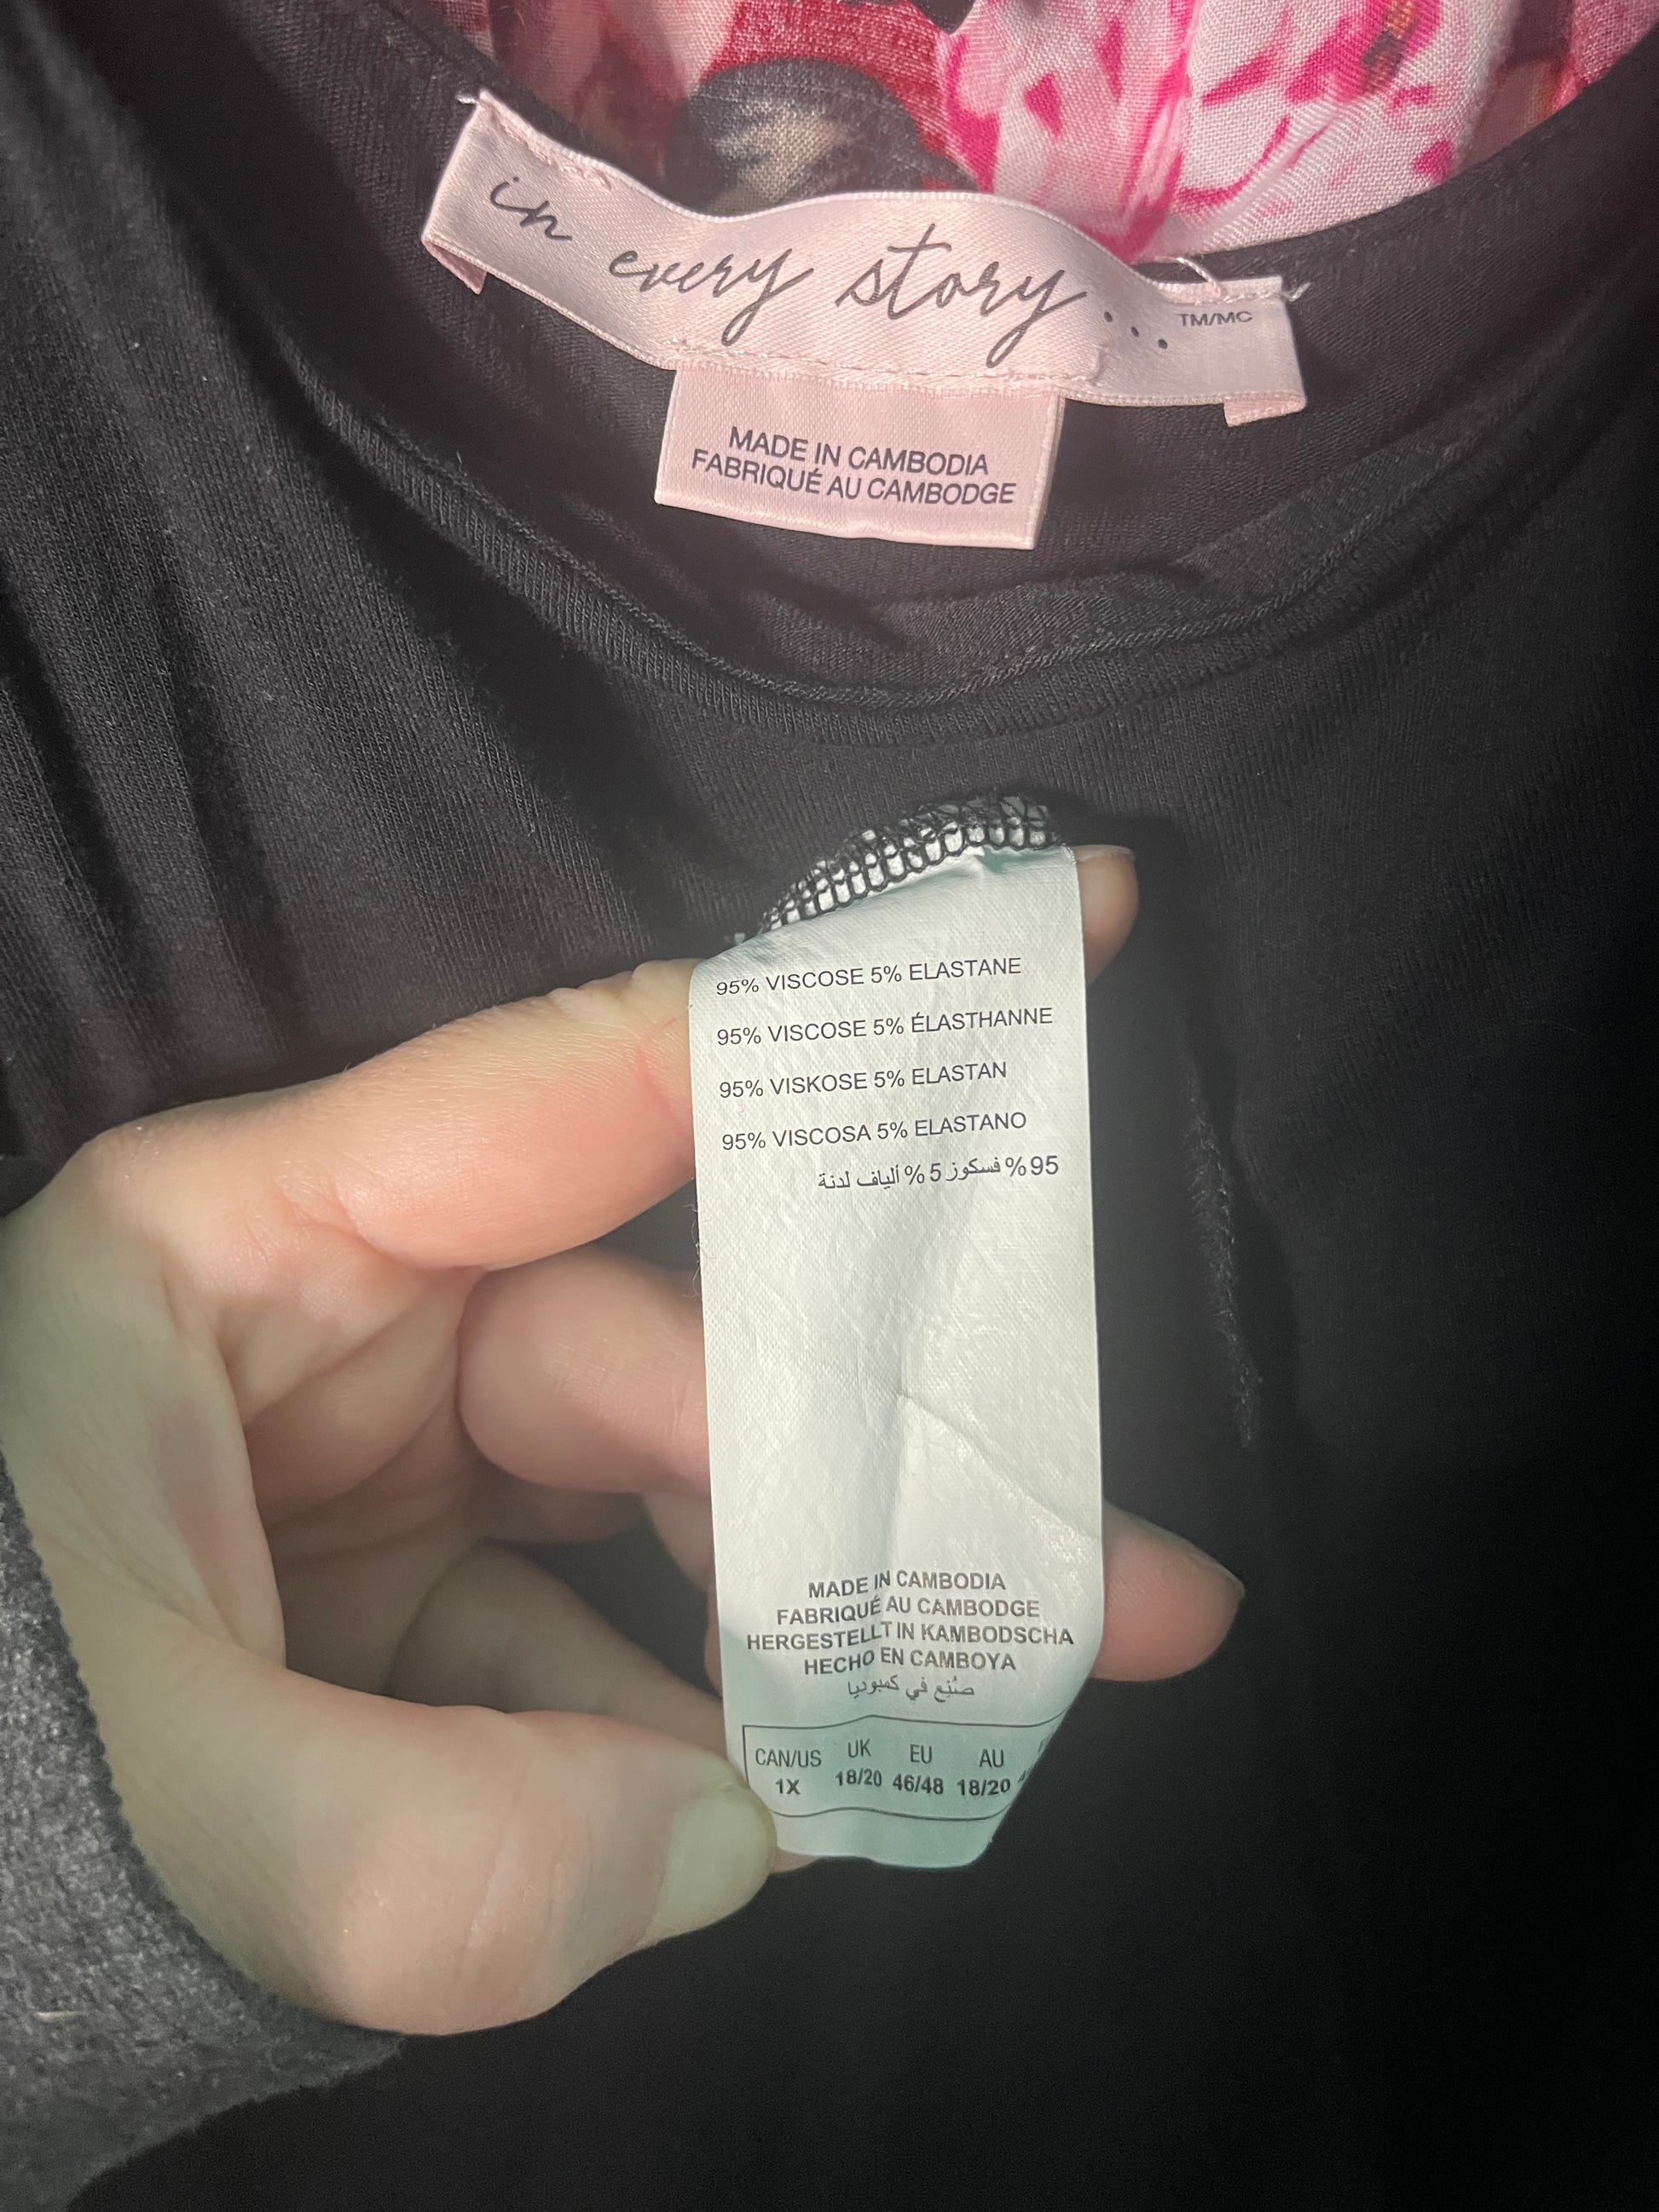 in every story... TM/MC
MADE IN CAMBODIA
FABRIQUÉ AU CAMBODGE
95% VISCOSE 5% ELASTANE
95% VISCOSE 5% ÉLASTHANNE
95% VISKOSE 5% ELASTAN
95% VISCOSA 5% ELASTANO
95% فسكوز 5% ألياف لدنة
MADE IN CAMBODIA
FABRIQUÉ AU CAMBODGE
HERGESTELLT IN KAMBODSCHA
HECHO EN CAMBOYA
صُنِع في كمبوديا
CAN/US UK EU AU
1X 18/20 46/48 18/20